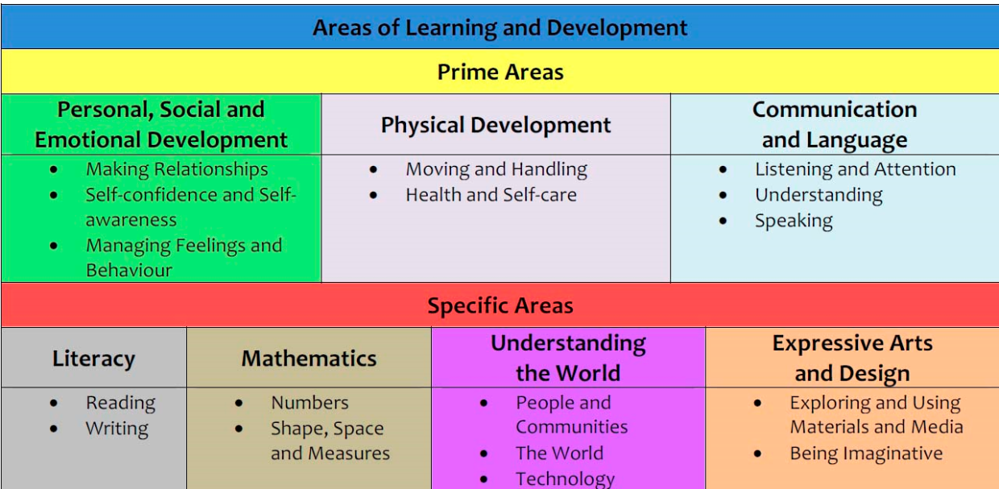 Areas of Learning and Development
Prime Areas
Personal, Social and
Emotional Development
• Making Relationships
• Self-confidence and Self-
awareness
• Managing Feelings and
Behaviour
Physical Development
• Moving and Handling
• Health and Self-care
Communication
and Language
• Listening and Attention
• Understanding
• Speaking
Specific Areas
Literacy
• Reading
• Writing
Mathematics
• Numbers
• Shape, Space
and Measures
Understanding
the World
• People and
Communities
• The World
• Technology
Expressive Arts
and Design
• Exploring and Using
Materials and Media
• Being Imaginative